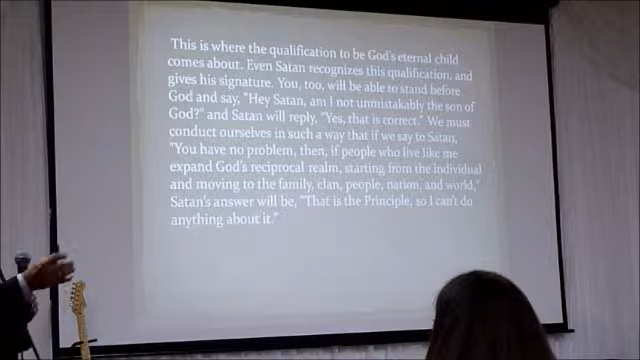 This is where the qualification to be God's eternal child
comes about. Even Satan recognizes this qualification, and
gives his signature. You, too, will be able to stand before
God and say, "Hey Satan, am I not unmistakably the son of
God?" and Satan will reply, "Yes, that is correct." We must
conduct ourselves in such a way that if we say to Satan,
"You have no problem, then, if people who live like me
expand God's reciprocal realm, starting from the individual
and moving to the family, clan, people, nation, and world,"
Satan's answer will be, "That is the Principle, so I can't do
anything about it."